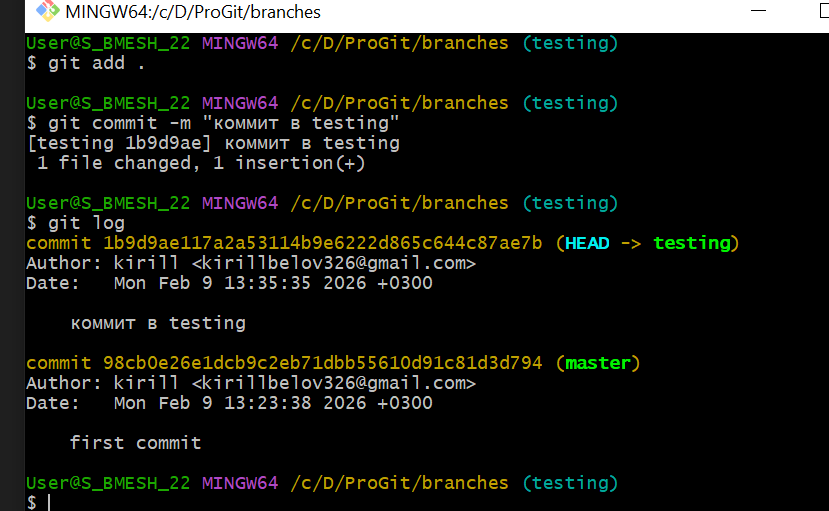 MINGW64:/c/D/ProGit/branches
User@S_BMESH_22 MINGW64 /c/D/ProGit/branches (testing)
$ git add .
User@S_BMESH_22 MINGW64 /c/D/ProGit/branches (testing)
$ git commit -m "коммит в testing"
[testing 1b9d9ae] коммит в testing
 1 file changed, 1 insertion(+)
User@S_BMESH_22 MINGW64 /c/D/ProGit/branches (testing)
$ git log
commit 1b9d9ae117a2a53114b9e6222d865c644c87ae7b (HEAD -> testing)
Author: kirill <kirillbelov326@gmail.com>
Date:   Mon Feb 9 13:35:35 2026 +0300
    коммит в testing
commit 98cb0e26e1dcb9c2eb71dbb55610d91c81d3d794 (master)
Author: kirill <kirillbelov326@gmail.com>
Date:   Mon Feb 9 13:23:38 2026 +0300
    first commit
User@S_BMESH_22 MINGW64 /c/D/ProGit/branches (testing)
$